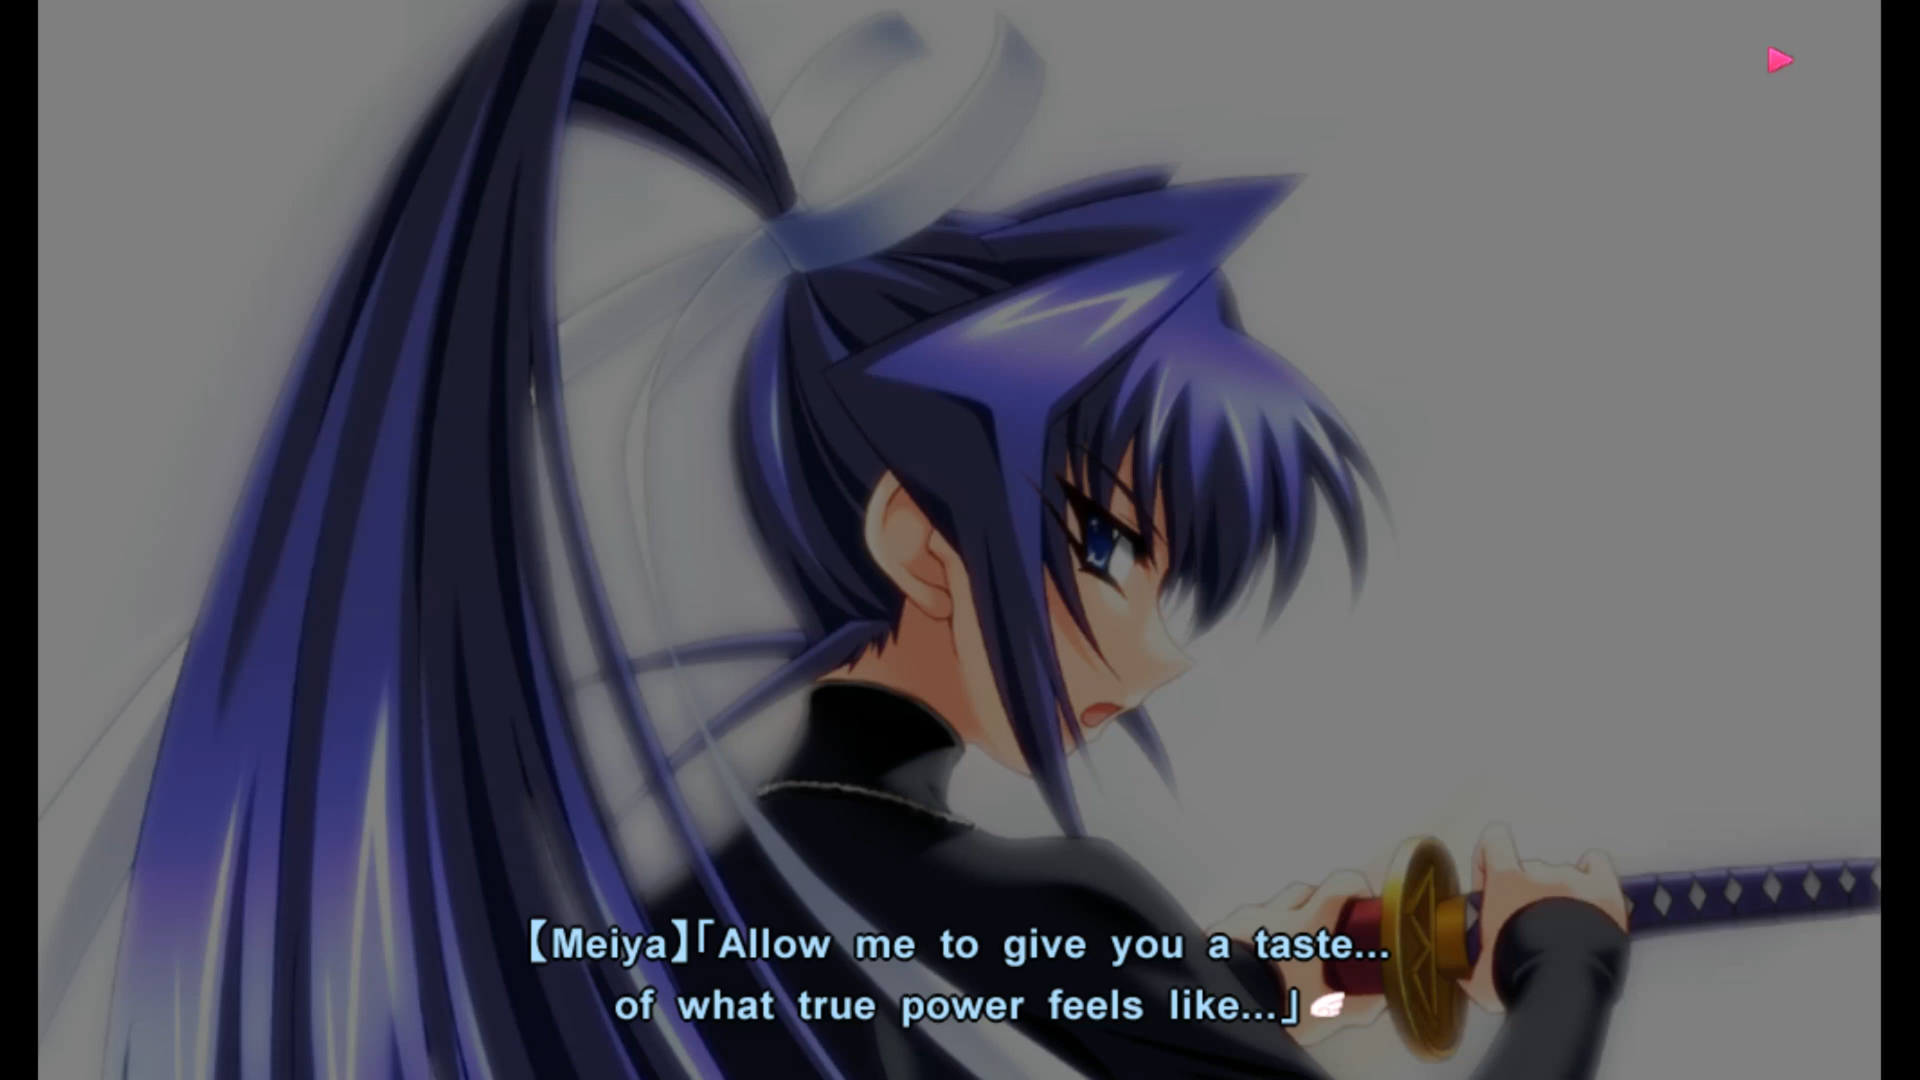 【Meiya】「Allow me to give you a taste...
of what true power feels like...」